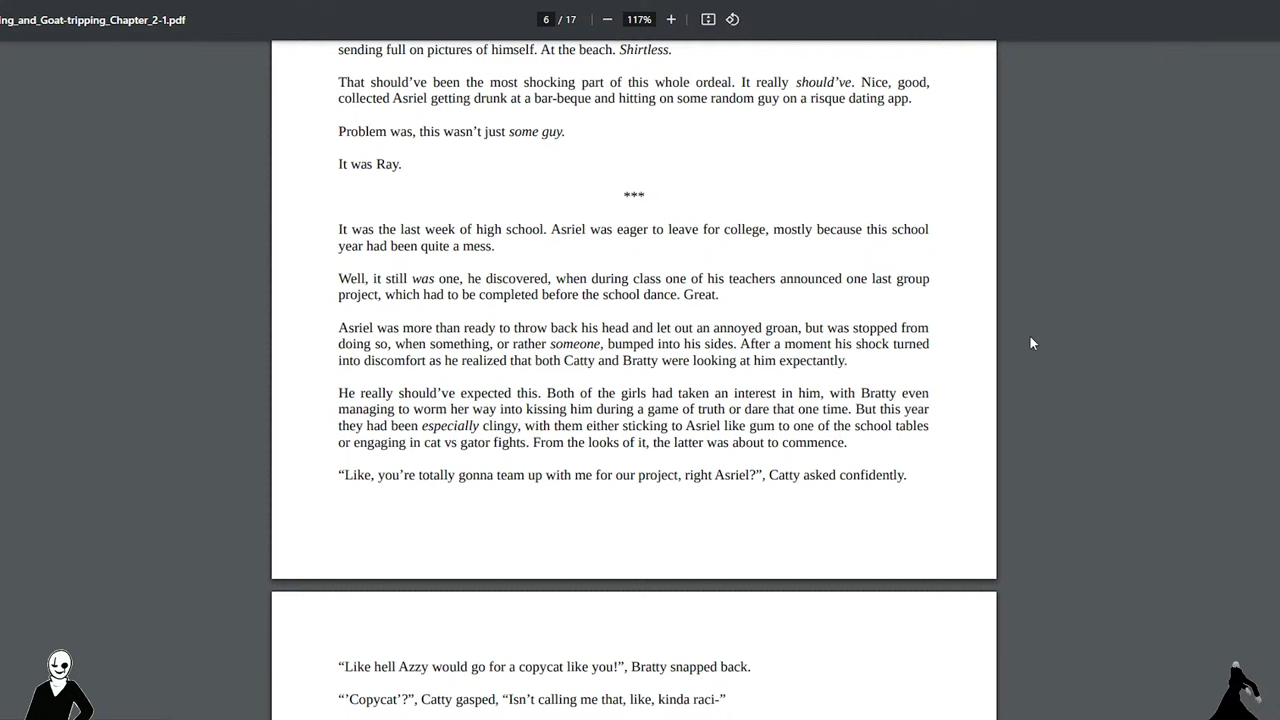 ing_and_Goat-tripping_Chapter_2-1.pdf
6 / 17
117%
sending full on pictures of himself. At the beach. Shirtless.
That should’ve been the most shocking part of this whole ordeal. It really should’ve. Nice, good,
collected Asriel getting drunk at a bar-beque and hitting on some random guy on a risque dating app.
Problem was, this wasn’t just some guy.
It was Ray.
***
It was the last week of high school. Asriel was eager to leave for college, mostly because this school
year had been quite a mess.
Well, it still was one, he discovered, when during class one of his teachers announced one last group
project, which had to be completed before the school dance. Great.
Asriel was more than ready to throw back his head and let out an annoyed groan, but was stopped from
doing so, when something, or rather someone, bumped into his sides. After a moment his shock turned
into discomfort as he realized that both Catty and Bratty were looking at him expectantly.
He really should’ve expected this. Both of the girls had taken an interest in him, with Bratty even
managing to worm her way into kissing him during a game of truth or dare that one time. But this year
they had been especially clingy, with them either sticking to Asriel like gum to one of the school tables
or engaging in cat vs gator fights. From the looks of it, the latter was about to commence.
“Like, you’re totally gonna team up with me for our project, right Asriel?”, Catty asked confidently.
“Like hell Azzy would go for a copycat like you!”, Bratty snapped back.
“’Copycat’?”, Catty gasped, “Isn’t calling me that, like, kinda raci-”